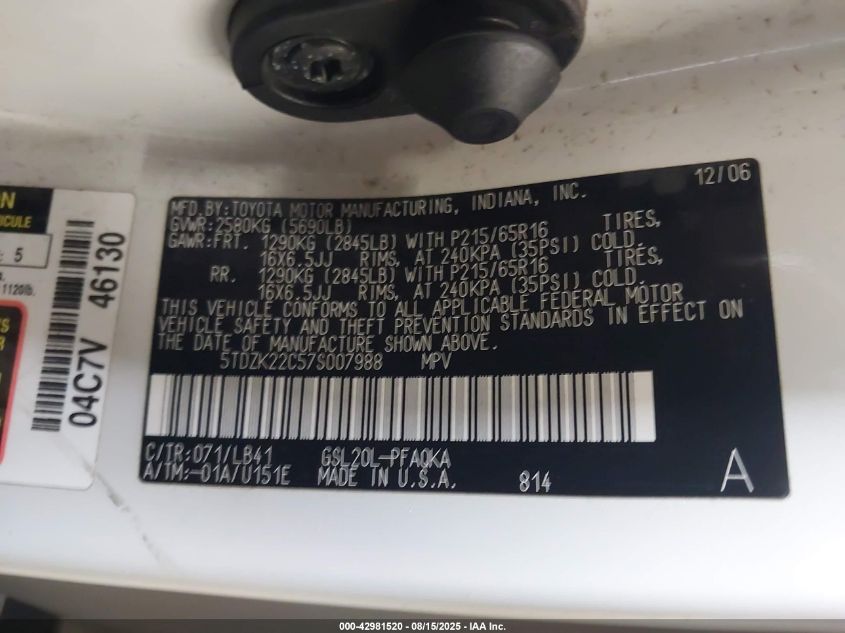 12/06
MFD.BY:TOYOTA MOTOR MANUFACTURING, INDIANA, INC.
GVWR:2580KG (5690LB)
GAWR:FRT. 1290KG (2845LB) WITH P215/65R16 TIRES,
16X6.5JJ RIMS, AT 240KPA (35PSI) COLD.
RR. 1290KG (2845LB) WITH P215/65R16 TIRES,
16X6.5JJ RIMS, AT 240KPA (35PSI) COLD.
THIS VEHICLE CONFORMS TO ALL APPLICABLE FEDERAL MOTOR
VEHICLE SAFETY AND THEFT PREVENTION STANDARDS IN EFFECT ON
THE DATE OF MANUFACTURE SHOWN ABOVE.
5TDZK22C57S007988 MPV
C/TR:071/LB41 GSL20L-PFAQKA
A/TM:-01A/U151E MADE IN U.S.A. 814 A
ON
VEHICULE
5
1120lb.
04C7V 46130
000-42981520 - 08/15/2025 - IAA Inc.